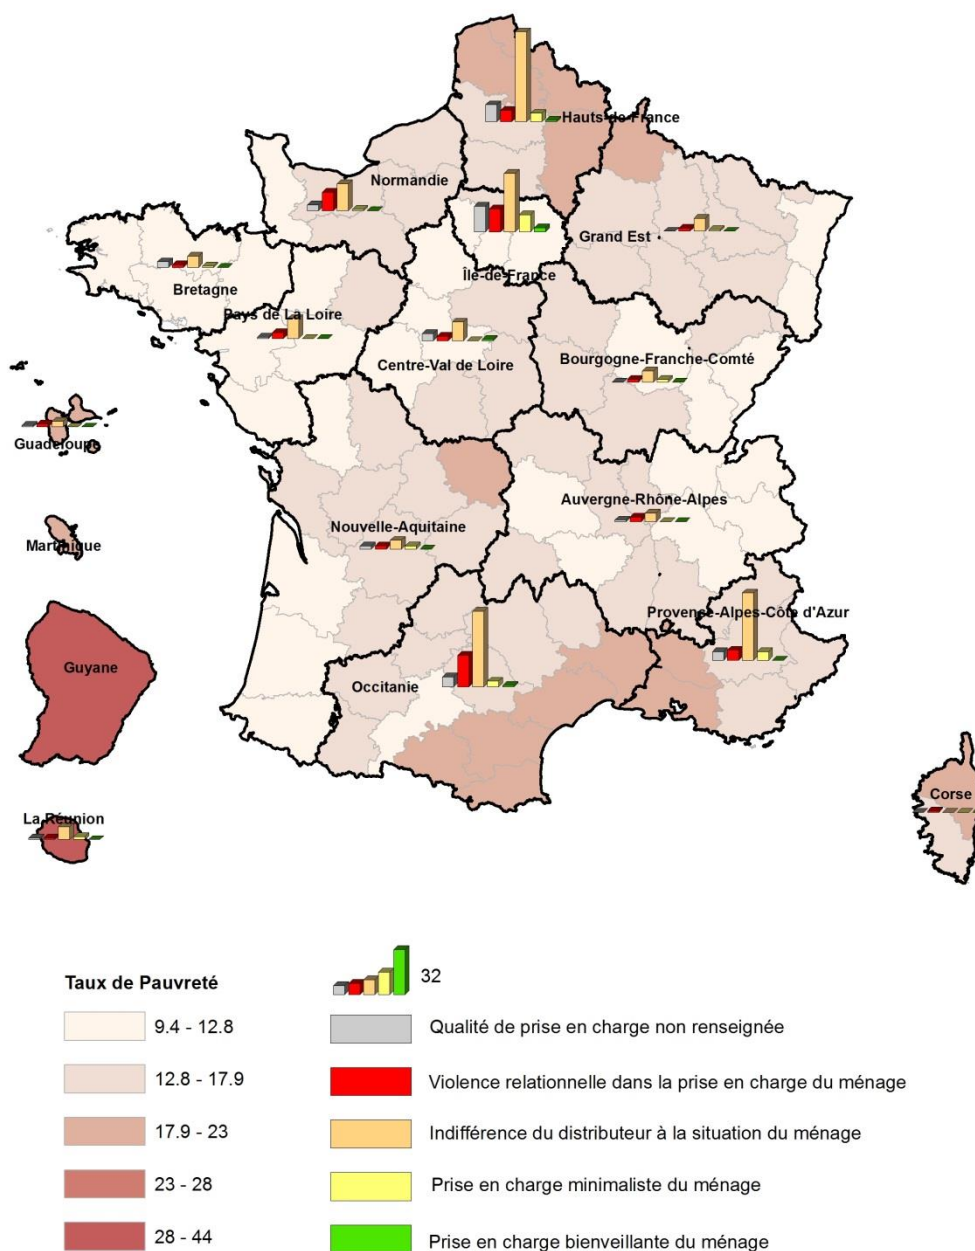 Hauts-de-France
Normandie
Grand Est
Île-de-France
Bretagne
Pays de La Loire
Centre-Val de Loire
Bourgogne-Franche-Comté
Guadeloupe
Auvergne-Rhône-Alpes
Nouvelle-Aquitaine
Martinique
Provense-Alpes-Côte d'Azur
Guyane
Occitanie
Corse
La Réunion
Taux de Pauvreté
32
9.4 - 12.8
Qualité de prise en charge non renseignée
12.8 - 17.9
Violence relationnelle dans la prise en charge du ménage
17.9 - 23
Indifférence du distributeur à la situation du ménage
23 - 28
Prise en charge minimaliste du ménage
28 - 44
Prise en charge bienveillante du ménage